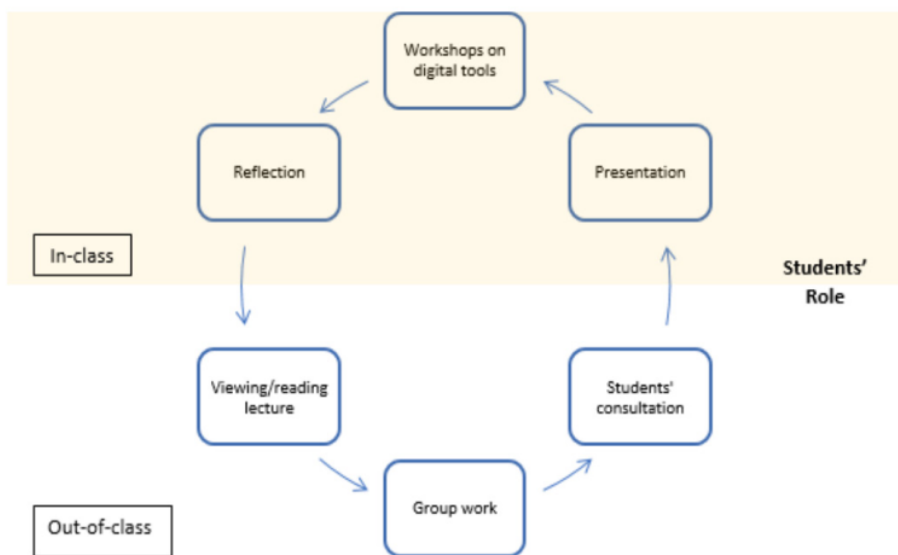 Workshops on
digital tools
Reflection
Presentation
In-class
Students'
Role
Viewing/reading
lecture
Students'
consultation
Group work
Out-of-class